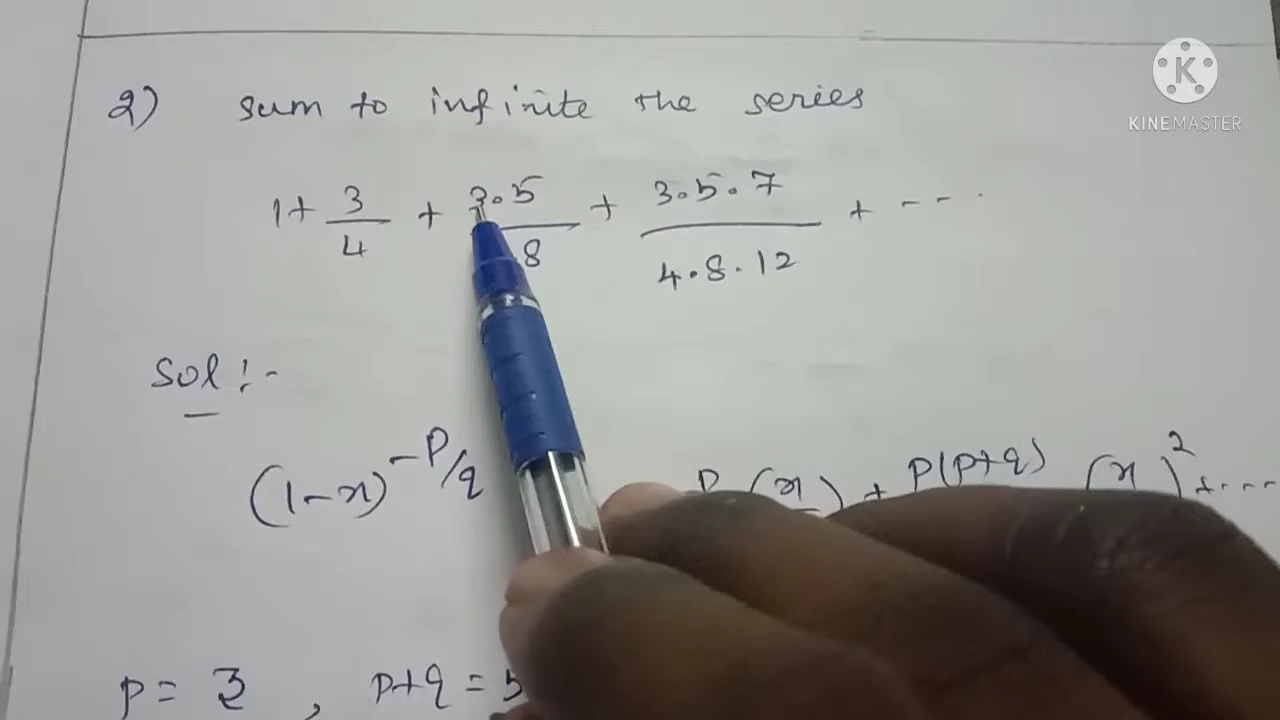 KINEMASTER
2) sum to infinite the series
1 + 3/4 + 3.5/.8 + 3.5.7/4.8.12 + ---
Sol :-
(1-x)^-P/q P (x + P(P+q) (x)^2 + ----
P = 3 , P+q = 5